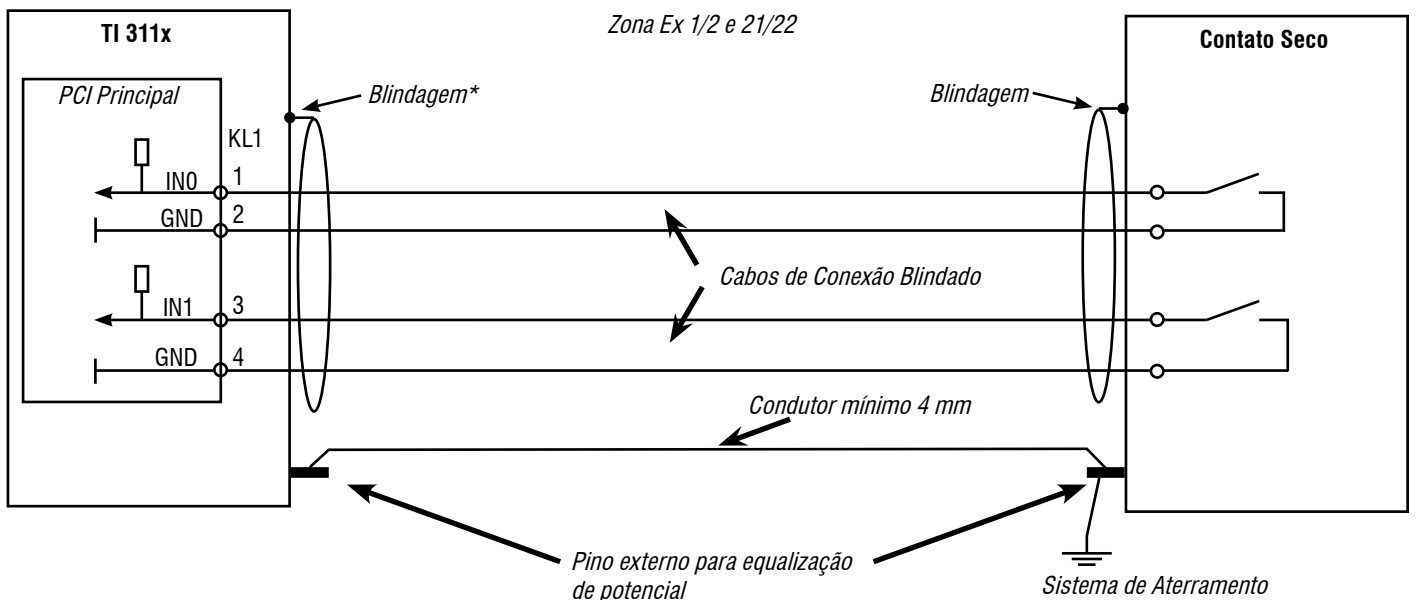 TI 311x
Zona Ex 1/2 e 21/22
Contato Seco
PCI Principal
Blindagem*
Blindagem
KL1
IN0
1
GND
2
Cabos de Conexão Blindado
IN1
3
GND
4
Condutor mínimo 4 mm
Pino externo para equalização
de potencial
Sistema de Aterramento